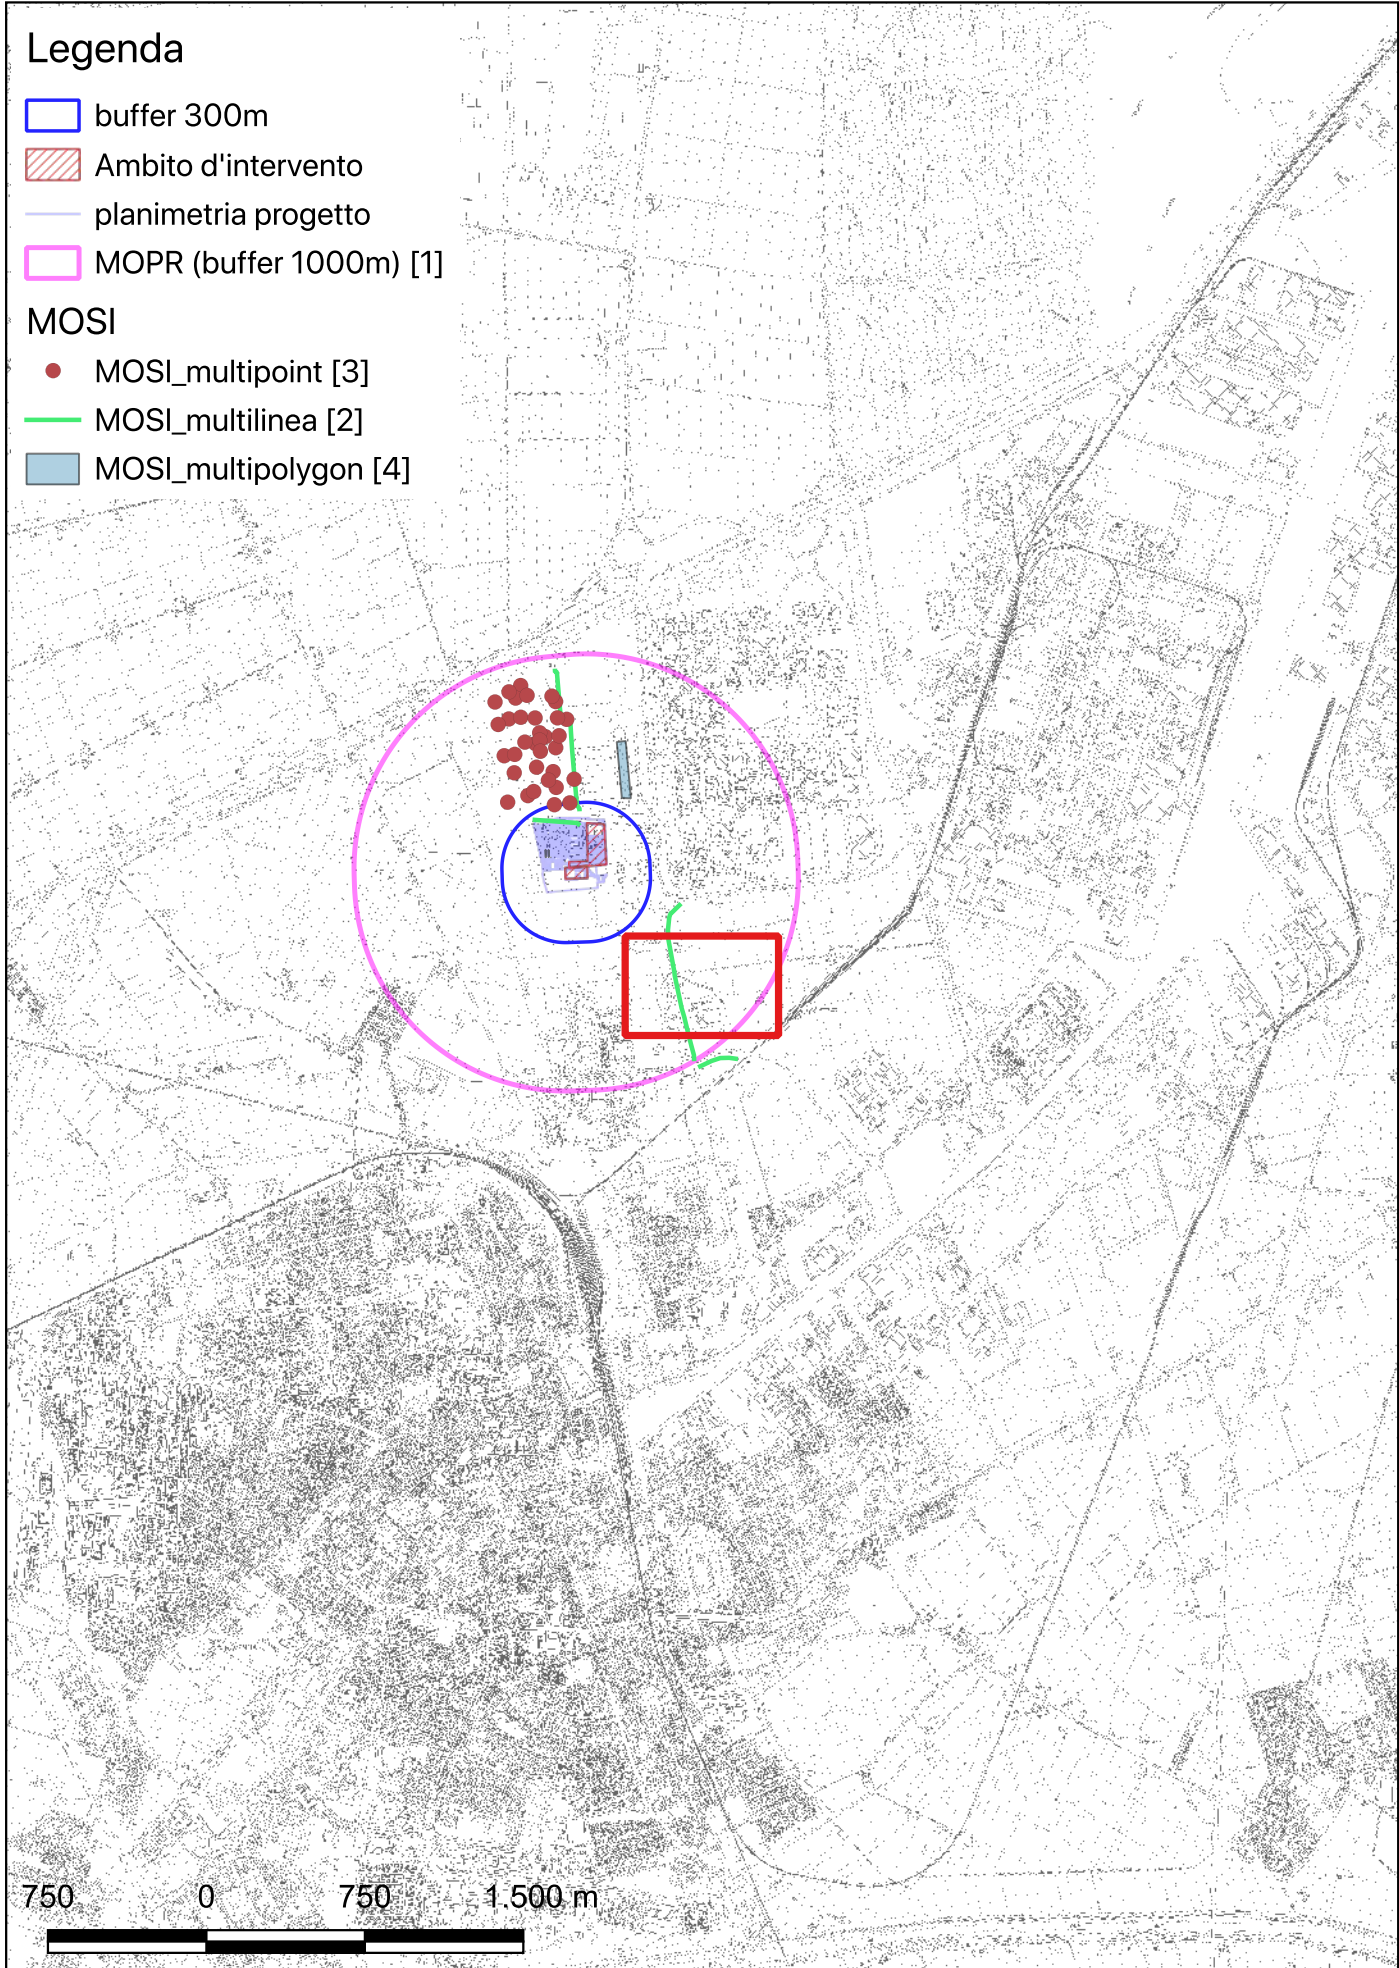 Legenda
buffer 300m
Ambito d'intervento
planimetria progetto
MOPR (buffer 1000m) [1]
MOSI
MOSI_multipoint [3]
MOSI_multilinea [2]
MOSI_multipolygon [4]
750 0 750 1.500 m